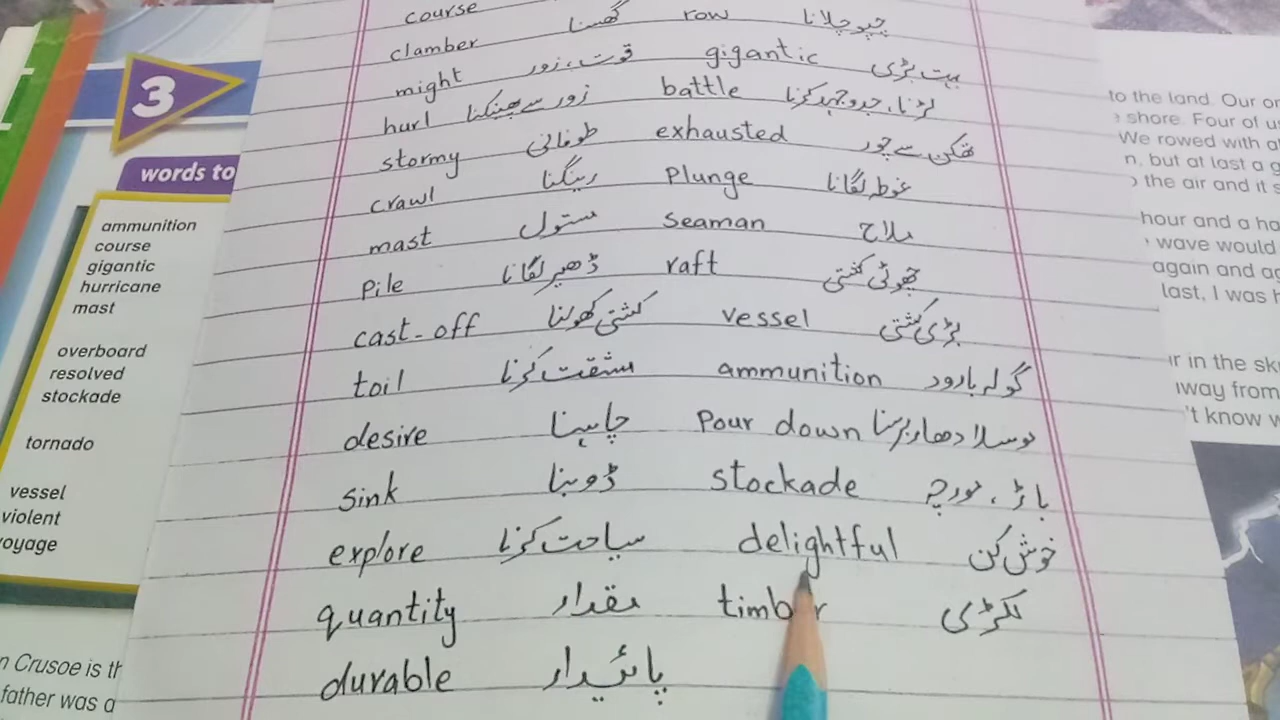 course
clamber گھسنا row چپو چلانا
might قوت، زور gigantic بہت بڑی
hurl زور سے پھینکنا battle لڑنا، جدوجہد کرنا
stormy طوفانی exhausted تھکن سے چور
crawl رینگنا Plunge غوطہ لگانا
mast مستول seaman ملاح
Pile ڈھیر لگانا raft چھوٹی کشتی
cast-off کشتی کھولنا vessel بڑی کشتی
toil مشقت کرنا ammunition گولہ بارود
desire چاہنا Pour down موسلا دھار برسنا
sink ڈوبنا stockade باڑ، مورچہ
explore سیاحت کرنا delightful خوش کن
quantity مقدار timber لکڑی
durable پائیدار
3
words to
ammunition
course
gigantic
hurricane
mast
overboard
resolved
stockade
tornado
vessel
violent
oyage
n Crusoe is th
father was a
to the land. Our or
shore. Four of u
We rowed with al
n, but at last a g
the air and it s
hour and a ha
wave would
again and ag
last, I was h
ur in the sk
away from
't know w